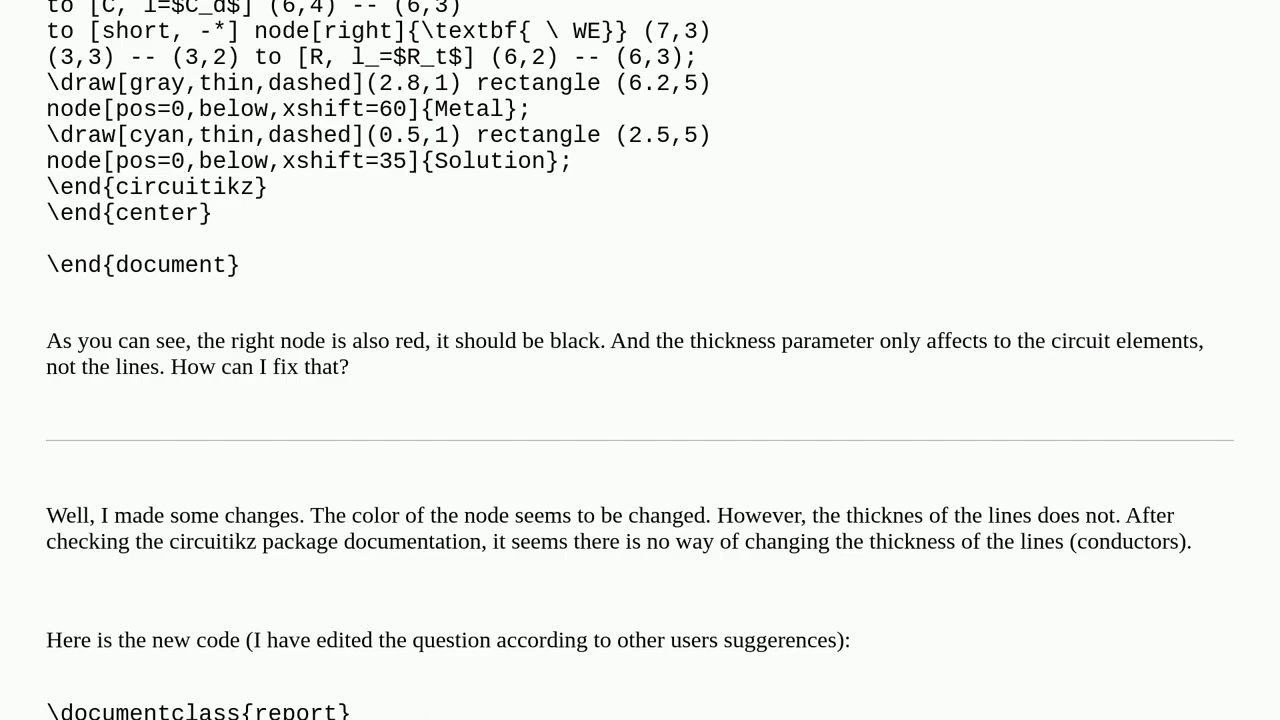 to [C, l=$C_d$] (6,4) -- (6,3)
to [short, -*] node[right]{\textbf{ \ WE}} (7,3)
(3,3) -- (3,2) to [R, l_=$R_t$] (6,2) -- (6,3);
\draw[gray,thin,dashed](2.8,1) rectangle (6.2,5)
node[pos=0,below,xshift=60]{Metal};
\draw[cyan,thin,dashed](0.5,1) rectangle (2.5,5)
node[pos=0,below,xshift=35]{Solution};
\end{circuitikz}
\end{center}
\end{document}
As you can see, the right node is also red, it should be black. And the thickness parameter only affects to the circuit elements,
not the lines. How can I fix that?
Well, I made some changes. The color of the node seems to be changed. However, the thicknes of the lines does not. After
checking the circuitikz package documentation, it seems there is no way of changing the thickness of the lines (conductors).
Here is the new code (I have edited the question according to other users suggerences):
\documentclass{report}